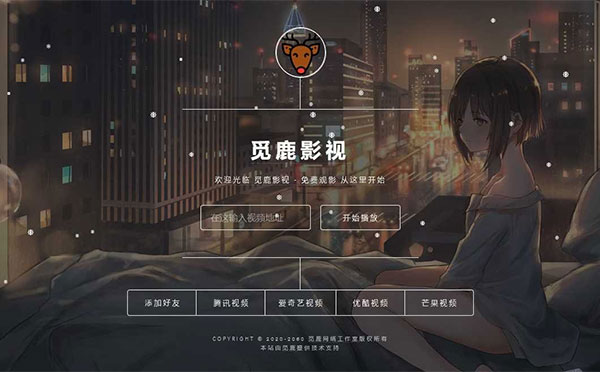 觅鹿影视
欢迎光临 觅鹿影视 - 免费观影 从这里开始
在这输入视频地址
开始播放
添加好友
腾讯视频
爱奇艺视频
优酷视频
芒果视频
COPYRIGHT © 2020-2060 觅鹿网络工作室版权所有
本站由觅鹿提供技术支持